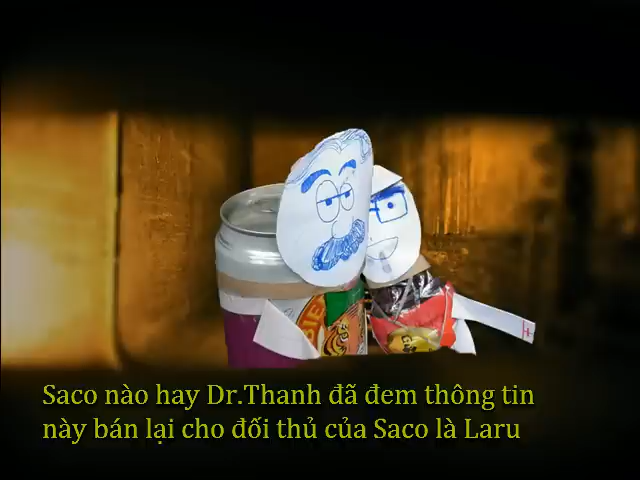 Saco nào hay Dr.Thanh đã đem thông tin
này bán lại cho đối thủ của Saco là Laru